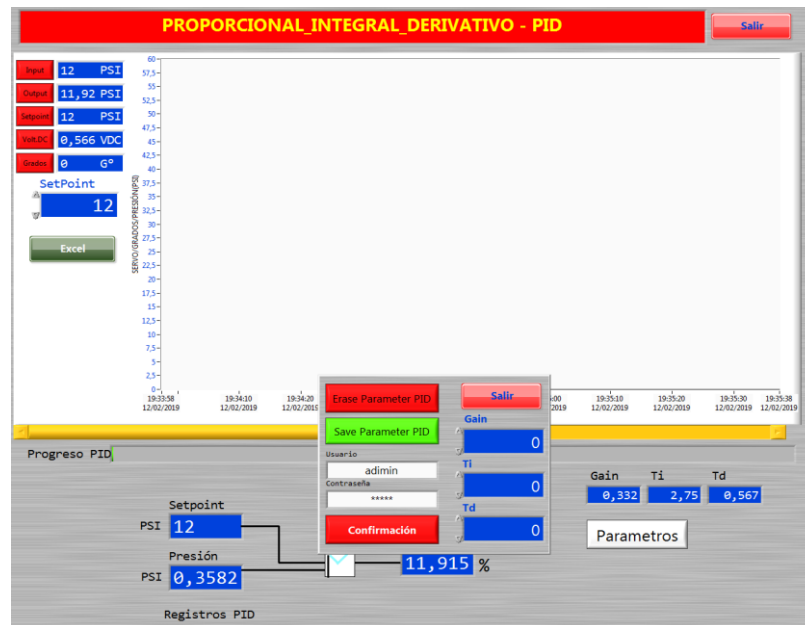 PROPORCIONAL_INTEGRAL_DERIVATIVO - PID
Salir
Input 12 PSI
Output 11,92 PSI
Setpoint 12 PSI
Volt.DC 0,566 VDC
Grados 0 Gº
SetPoint
12
Excel
SERVO/GRADOS/PRESIÓN(PSI)
60
57,5
55
52,5
50
47,5
45
42,5
40
37,5
35
32,5
30
27,5
25
22,5
20
17,5
15
12,5
10
7,5
5
2,5
0
19:33:58 19:34:10 19:34:20 :00 19:35:10 19:35:20 19:35:30 19:35:38
12/02/2019 12/02/2019 12/02/2019 12/02/2019 12/02/2019 12/02/2019 12/02/2019
Erase Parameter PID
Save Parameter PID
Usuario
adimin
Contraseña
*****
Confirmación
Salir
Gain
0
Ti
0
Td
0
Progreso PID
Gain Ti Td
0,332 2,75 0,567
Parametros
Setpoint
PSI 12
Presión
PSI 0,3582
11,915 %
Registros PID